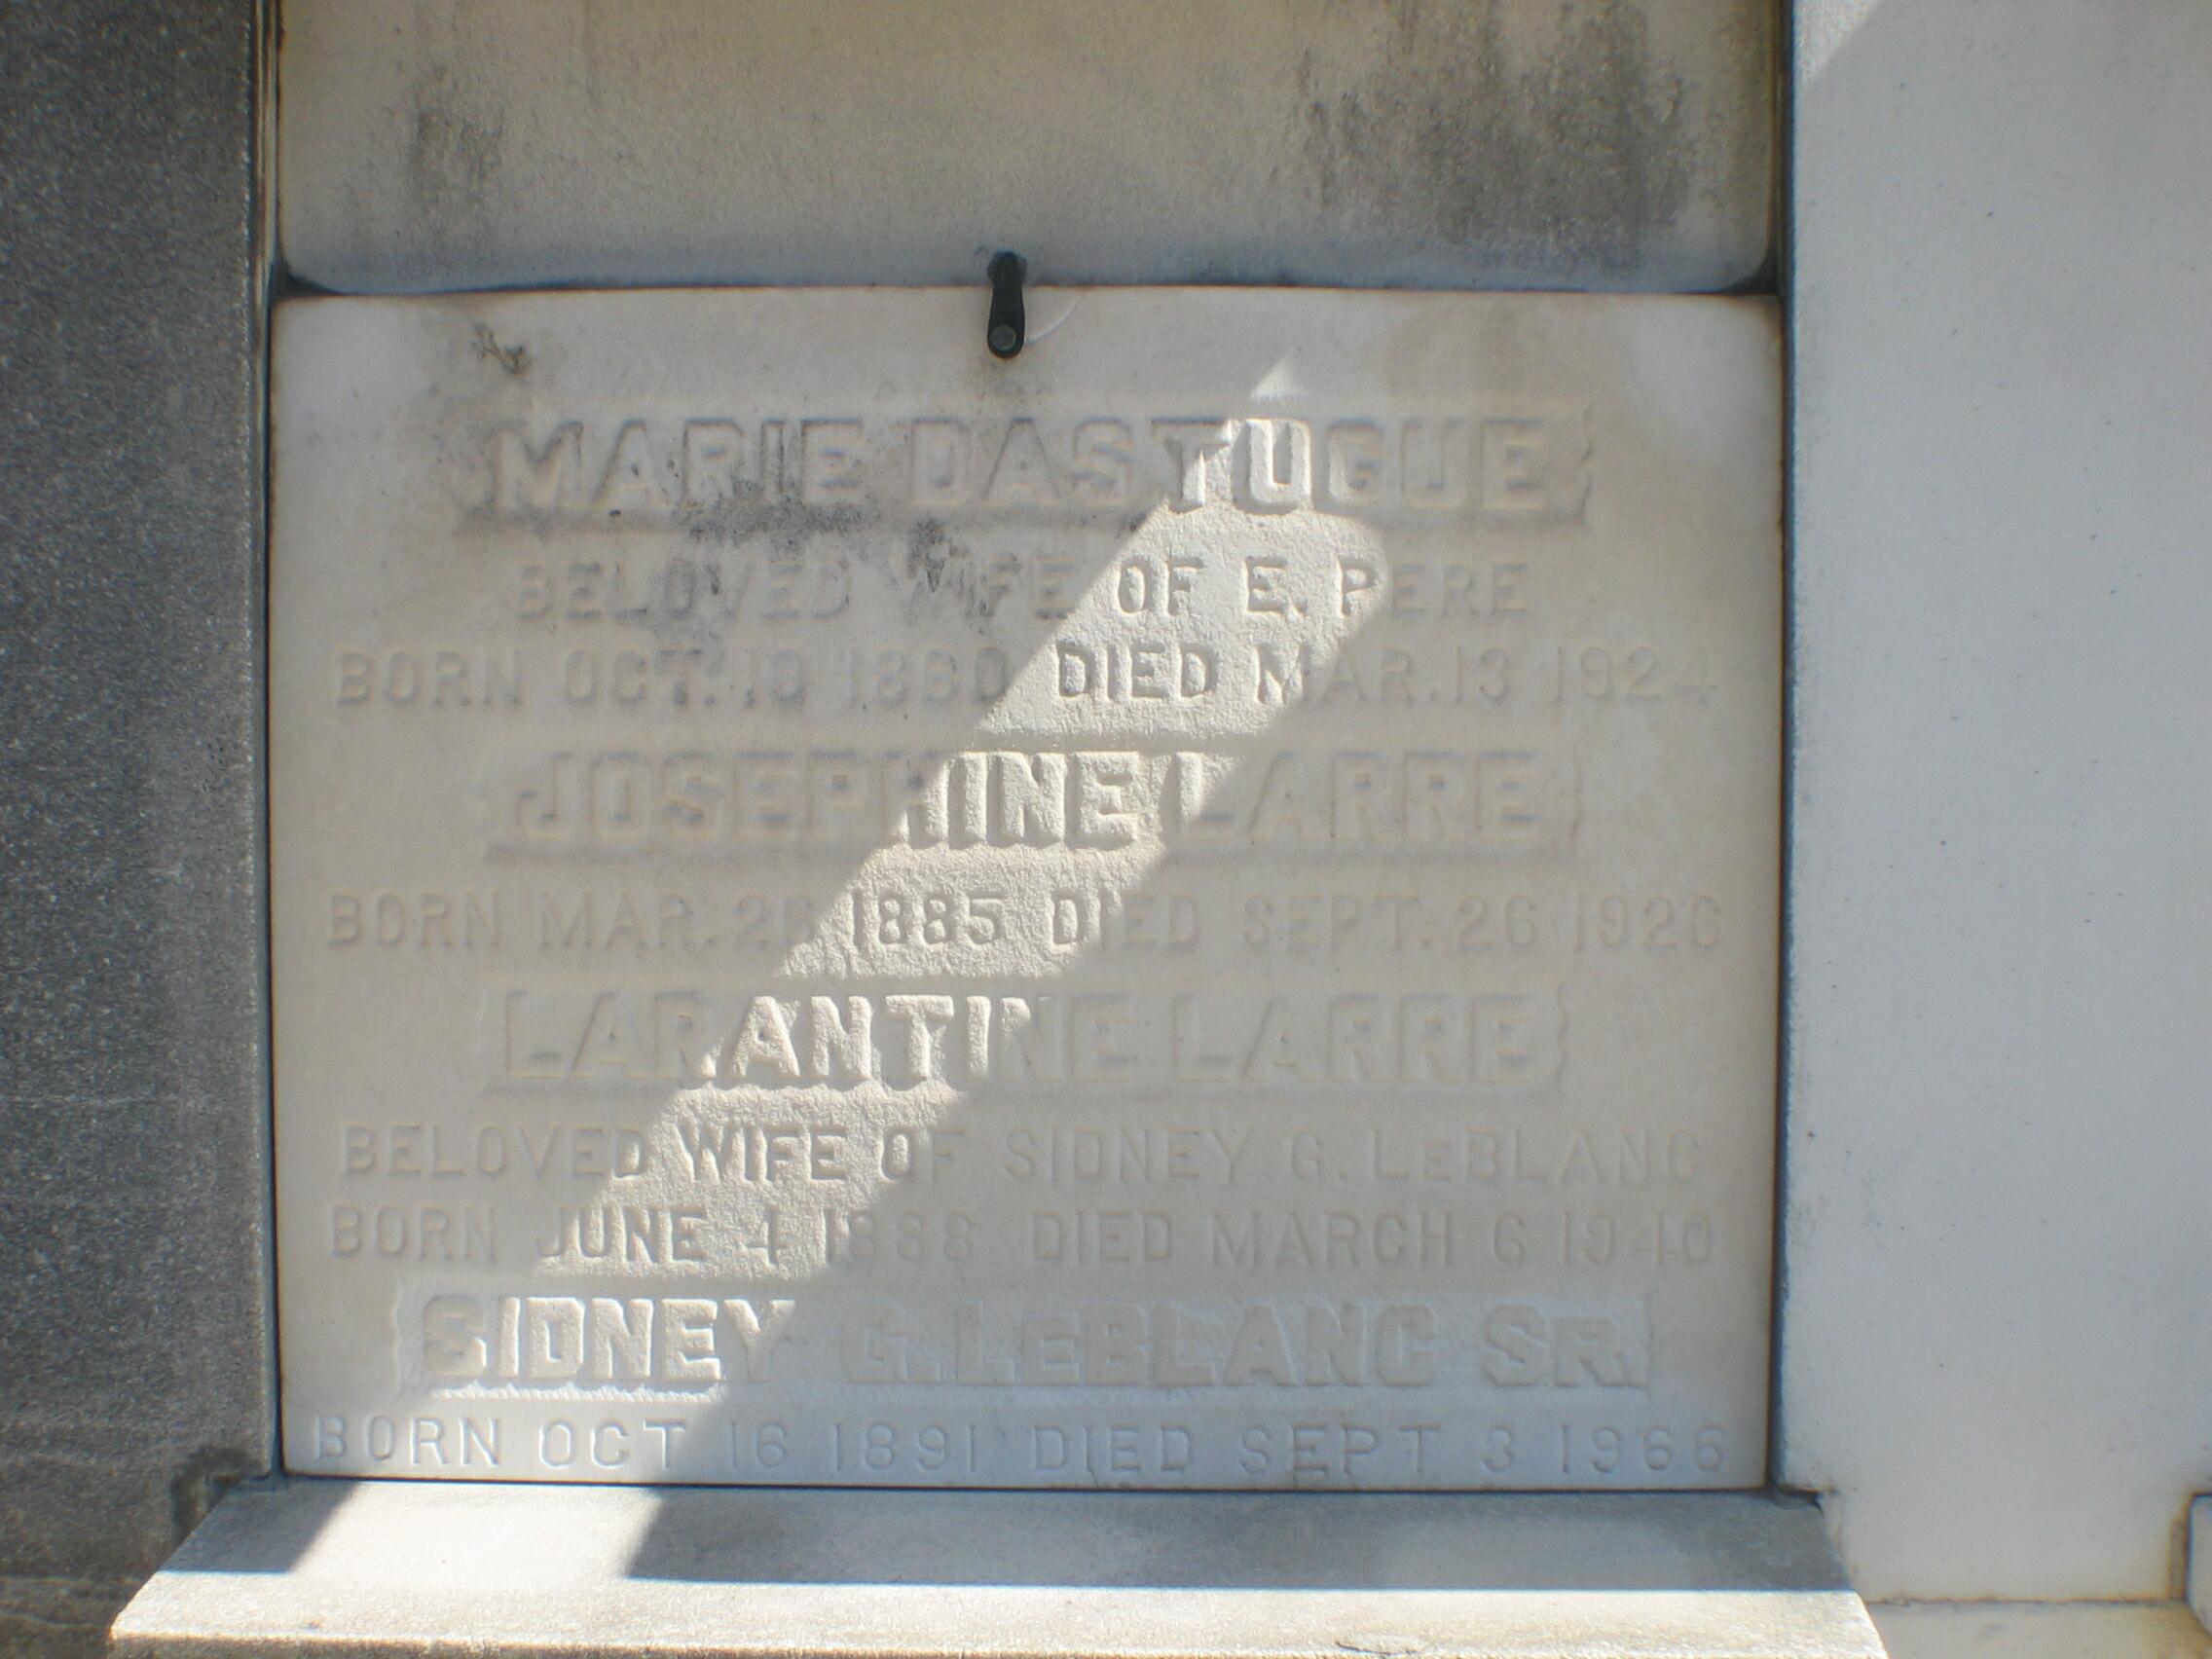 MARIE DASTUGUE
BELOVED WIFE OF E. PERE
BORN OCT. 10 1860 DIED MAR. 13 1924
JOSEPHINE LARRE
BORN MAR. 1885 DIED SEPT. 26 1926
LARANTINE LARRE
BELOVED WIFE OF SIDNEY G. LEBLANC
BORN JUNE 4 1888 DIED MARCH 6 1940
SIDNEY G. LEBLANC SR.
BORN OCT 16 1891 DIED SEPT 3 1966